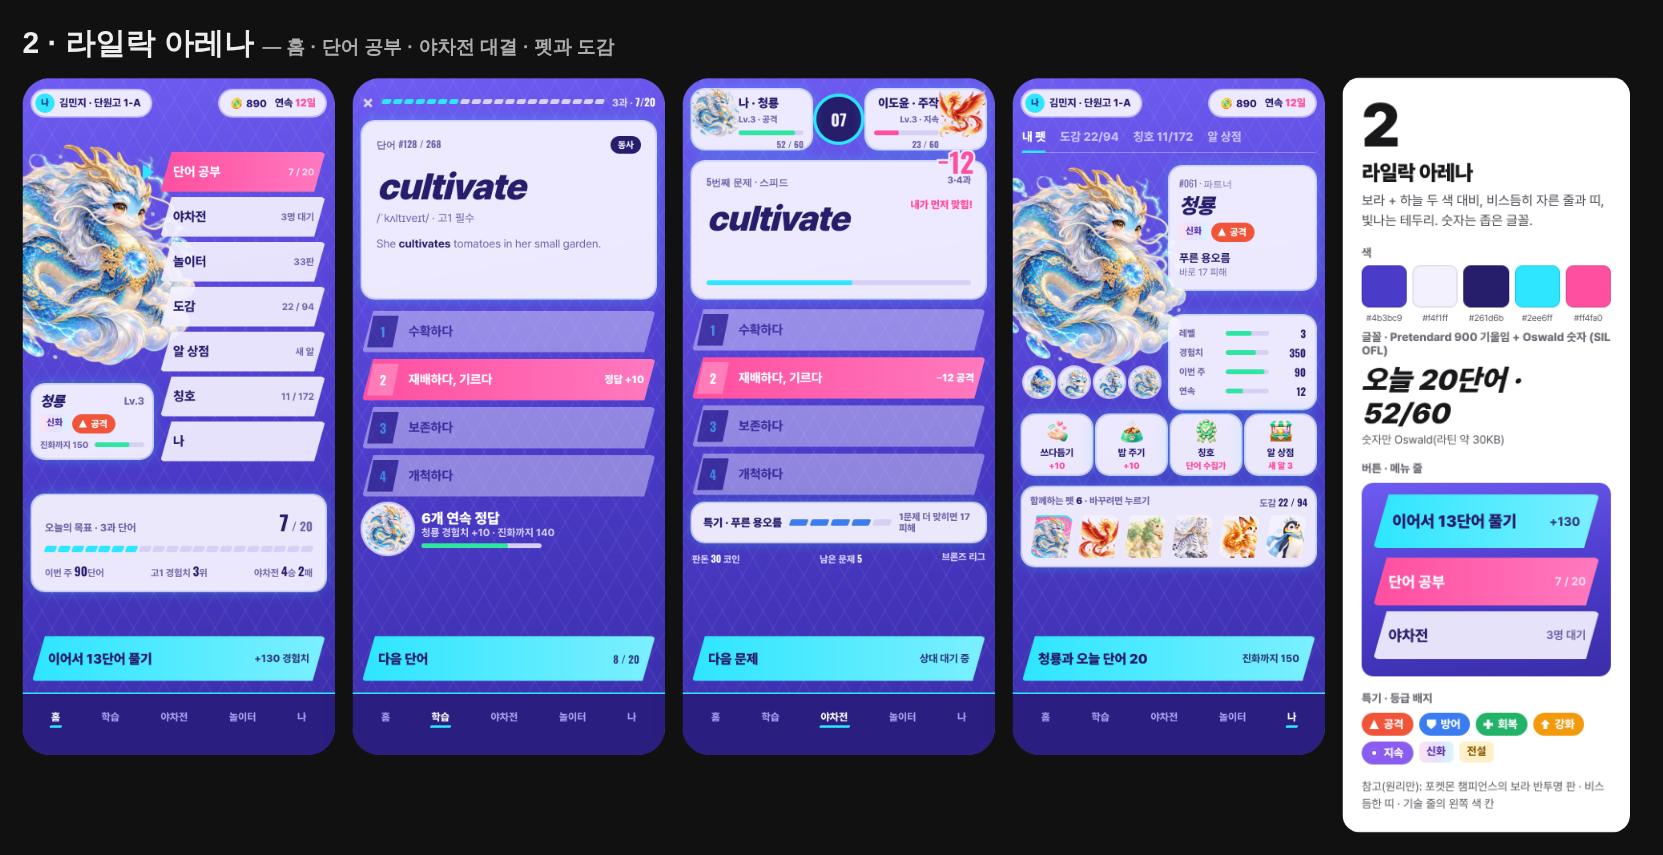 2 · 라일락 아레나 — 홈 · 단어 공부 · 야차전 대결 · 펫과 도감
나 김민지 · 단원고 1-A
890 연속 12일
단어 공부 7 / 20
야차전 3명 대기
놀이터 33판
도감 22 / 94
알 상점 새 알
칭호 11 / 172
나
청룡 Lv.3
신화 ▲ 공격
진화까지 150
오늘의 목표 · 3과 단어 7 / 20
이번 주 90단어 고1 경험치 3위 야차전 4승 2패
이어서 13단어 풀기 +130 경험치
홈 학습 야차전 놀이터 나
× 3과 · 7/20
단어 #128 / 268 동사
cultivate
/ˈkʌltɪveɪt/ · 고1 필수
She cultivates tomatoes in her small garden.
1 수확하다
2 재배하다, 기르다 정답 +10
3 보존하다
4 개척하다
6개 연속 정답
청룡 경험치 +10 · 진화까지 140
다음 단어 8 / 20
홈 학습 야차전 놀이터 나
나 · 청룡
Lv.3 · 공격
52 / 60
07
이도윤 · 주작
Lv.3 · 지속
23 / 60
-12
5번째 문제 · 스피드 3-4과
내가 먼저 맞힘!
cultivate
1 수확하다
2 재배하다, 기르다 −12 공격
3 보존하다
4 개척하다
특기 · 푸른 용오름 1문제 더 맞히면 17
피해
판돈 30 코인 남은 문제 5 브론즈 리그
다음 문제 상대 대기 중
홈 학습 야차전 놀이터 나
나 김민지 · 단원고 1-A
890 연속 12일
내 펫 도감 22/94 칭호 11/172 알 상점
#061 · 파트너
청룡
신화 ▲ 공격
푸른 용오름
바로 17 피해
레벨 3
경험치 350
이번 주 90
연속 12
쓰다듬기 밥 주기 칭호 알 상점
+10 +10 단어 수집가 새 알 3
함께하는 펫 6 · 바꾸려면 누르기 도감 22 / 94
청룡과 오늘 단어 20 진화까지 150
홈 학습 야차전 놀이터 나
2
라일락 아레나
보라 + 하늘 두 색 대비, 비스듬히 자른 줄과 띠,
빛나는 테두리. 숫자는 좁은 글꼴.
색
#4b3bc9 #f4f1ff #261d6b #2ee6ff #ff4fa0
글꼴 · Pretendard 900 기울임 + Oswald 숫자 (SIL
OFL)
오늘 20단어 ·
52/60
숫자만 Oswald(라틴 약 30KB)
버튼 · 메뉴 줄
이어서 13단어 풀기 +130
단어 공부 7 / 20
야차전 3명 대기
특기 · 등급 배지
▲ 공격 방어 회복 강화
지속 신화 전설
참고(원리만): 포켓몬 챔피언스의 보라 반투명 판 · 비스
듬한 띠 · 기술 줄의 왼쪽 색 칸